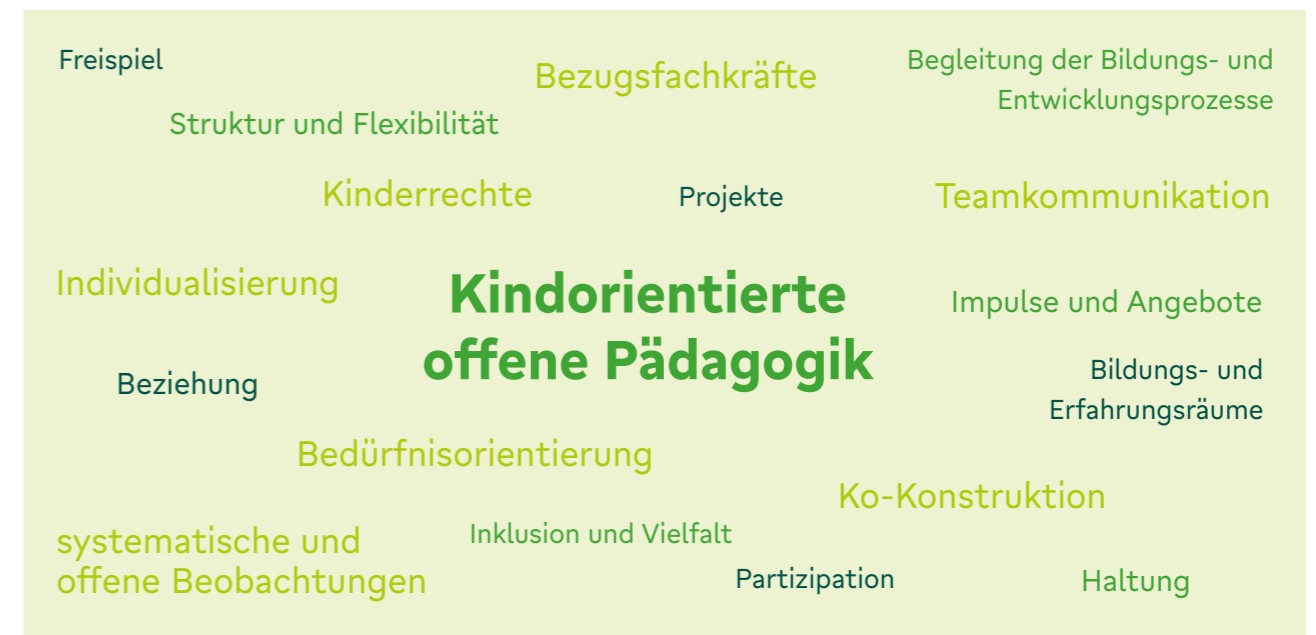 Freispiel
Bezugsfachkräfte
Begleitung der Bildungs- und
Entwicklungsprozesse
Struktur und Flexibilität
Kinderrechte
Projekte
Teamkommunikation
Individualisierung
Kindorientierte
offene Pädagogik
Impulse und Angebote
Beziehung
Bildungs- und
Erfahrungsräume
Bedürfnisorientierung
Ko-Konstruktion
systematische und
offene Beobachtungen
Inklusion und Vielfalt
Partizipation
Haltung